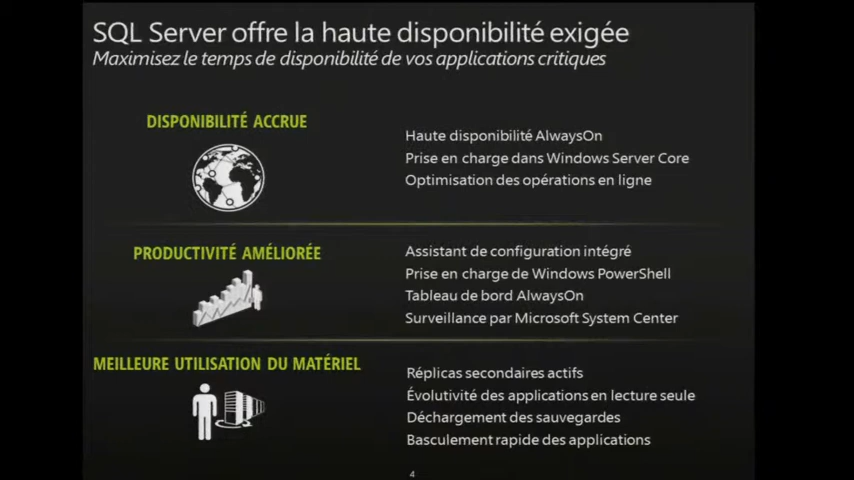 SQL Server offre la haute disponibilité exigée
Maximisez le temps de disponibilité de vos applications critiques
DISPONIBILITÉ ACCRUE
Haute disponibilité AlwaysOn
Prise en charge dans Windows Server Core
Optimisation des opérations en ligne
PRODUCTIVITÉ AMÉLIORÉE
Assistant de configuration intégré
Prise en charge de Windows PowerShell
Tableau de bord AlwaysOn
Surveillance par Microsoft System Center
MEILLEURE UTILISATION DU MATÉRIEL
Réplicas secondaires actifs
Évolutivité des applications en lecture seule
Déchargement des sauvegardes
Basculement rapide des applications
4